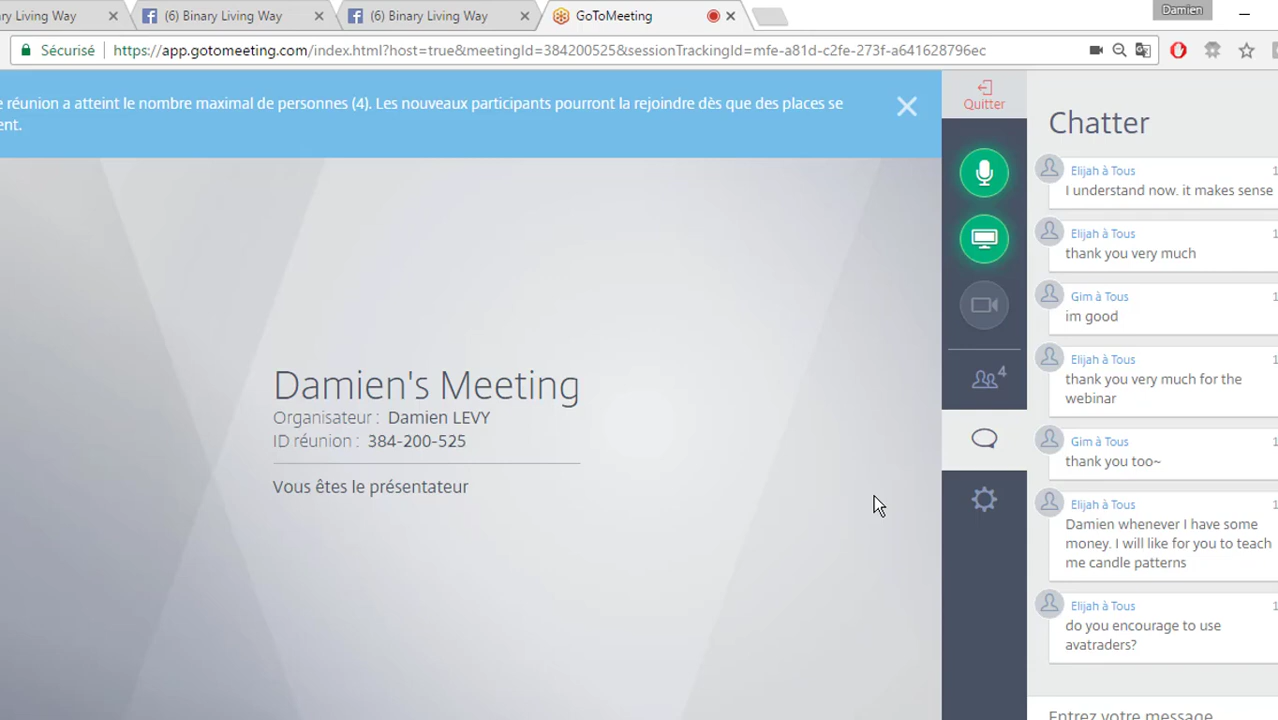 ry Living Way
(6) Binary Living Way
(6) Binary Living Way
GoToMeeting
Damien
Sécurisé
https://app.gotomeeting.com/index.html?host=true&meetingId=384200525&sessionTrackingId=mfe-a81d-c2fe-273f-a641628796ec
e réunion a atteint le nombre maximal de personnes (4). Les nouveaux participants pourront la rejoindre dès que des places se
ent.
Quitter
4
Damien's Meeting
Organisateur : Damien LEVY
ID réunion : 384-200-525
Vous êtes le présentateur
Chatter
Elijah à Tous
I understand now. it makes sense
Elijah à Tous
thank you very much
Gim à Tous
im good
Elijah à Tous
thank you very much for the
webinar
Gim à Tous
thank you too~
Elijah à Tous
Damien whenever I have some
money. I will like for you to teach
me candle patterns
Elijah à Tous
do you encourage to use
avatraders?
Entrez votre message